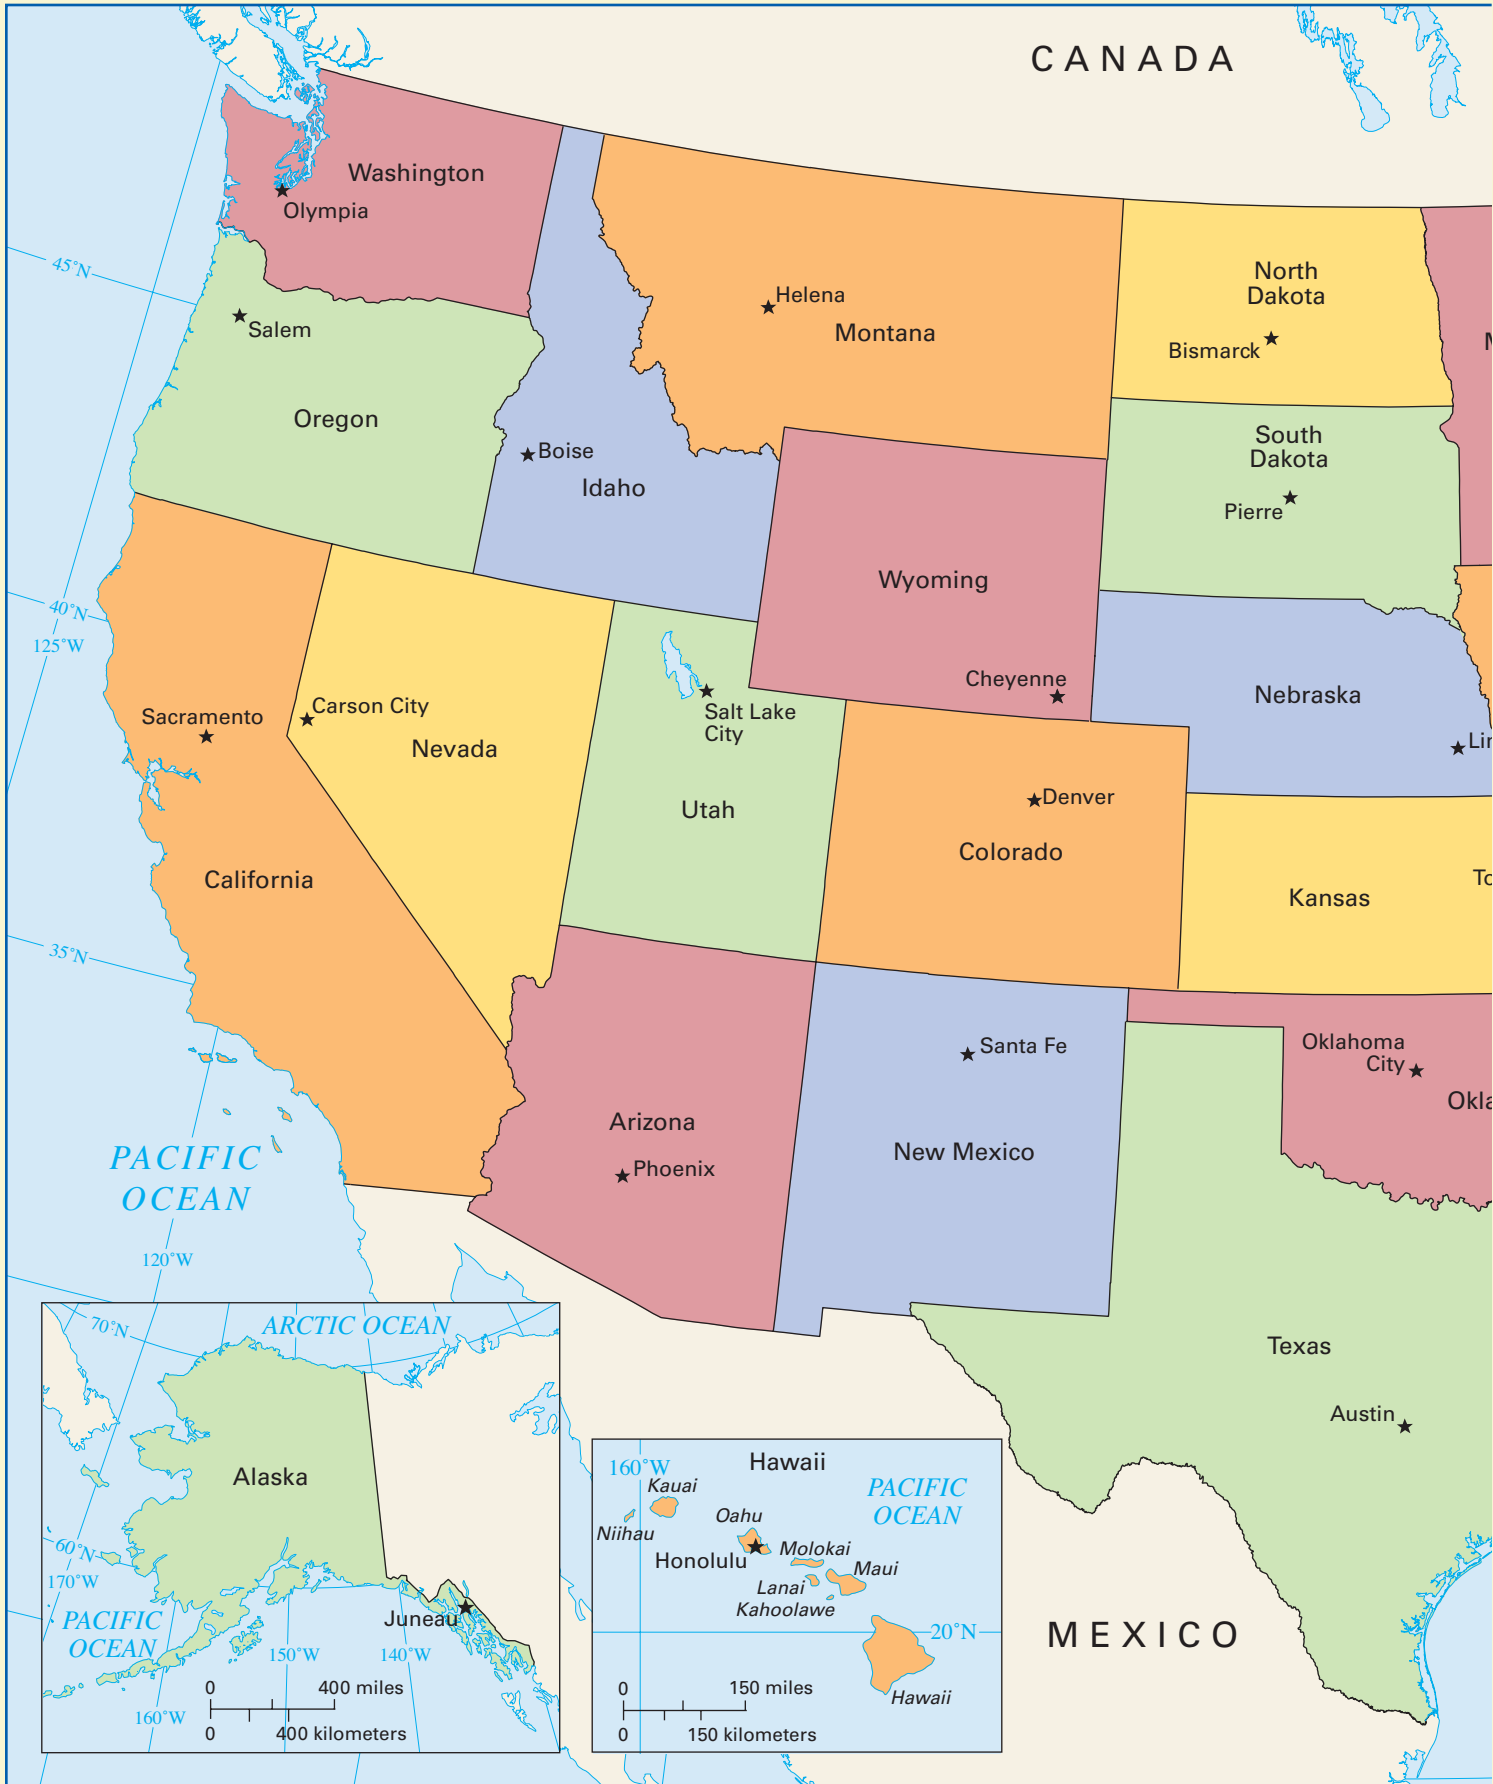 CANADA
Washington
Olympia
45°N
Salem
Oregon
Helena
Montana
North
Dakota
Bismarck
South
Dakota
Pierre
Boise
Idaho
Wyoming
Cheyenne
40°N
125°W
Nebraska
Sacramento
Carson City
Nevada
Salt Lake
City
Utah
Denver
Colorado
California
Kansas
35°N
Santa Fe
Oklahoma
City
Arizona
Phoenix
New Mexico
PACIFIC
OCEAN
120°W
Texas
Austin
70°N
ARCTIC OCEAN
Alaska
60°N
170°W
PACIFIC
OCEAN
Juneau
150°W
140°W
160°W
0 400 miles
0 400 kilometers
Hawaii
160°W
Kauai
Niihau
Oahu
Honolulu
Molokai
Lanai
Maui
Kahoolawe
PACIFIC
OCEAN
20°N
Hawaii
0 150 miles
0 150 kilometers
MEXICO